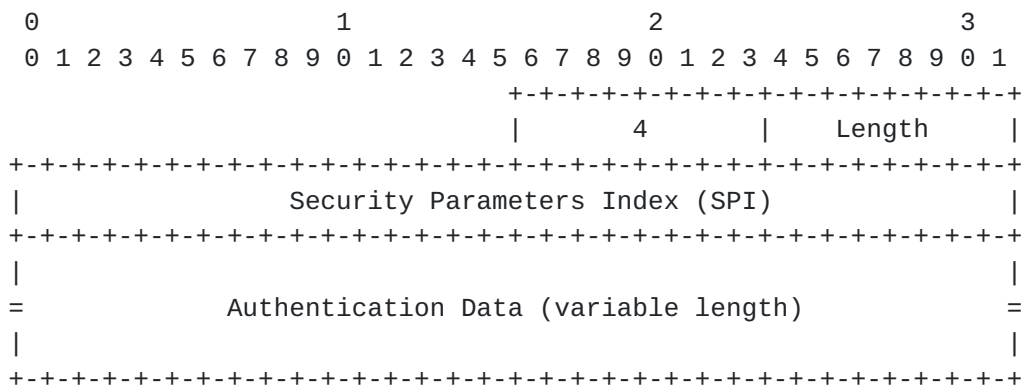 0                   1                   2                   3
 0 1 2 3 4 5 6 7 8 9 0 1 2 3 4 5 6 7 8 9 0 1 2 3 4 5 6 7 8 9 0 1
                                +-+-+-+-+-+-+-+-+-+-+-+-+-+-+-+-+
                                |       4       |    Length     |
+-+-+-+-+-+-+-+-+-+-+-+-+-+-+-+-+-+-+-+-+-+-+-+-+-+-+-+-+-+-+-+-+
|                 Security Parameters Index (SPI)               |
+-+-+-+-+-+-+-+-+-+-+-+-+-+-+-+-+-+-+-+-+-+-+-+-+-+-+-+-+-+-+-+-+
|                                                               |
=             Authentication Data (variable length)             =
|                                                               |
+-+-+-+-+-+-+-+-+-+-+-+-+-+-+-+-+-+-+-+-+-+-+-+-+-+-+-+-+-+-+-+-+